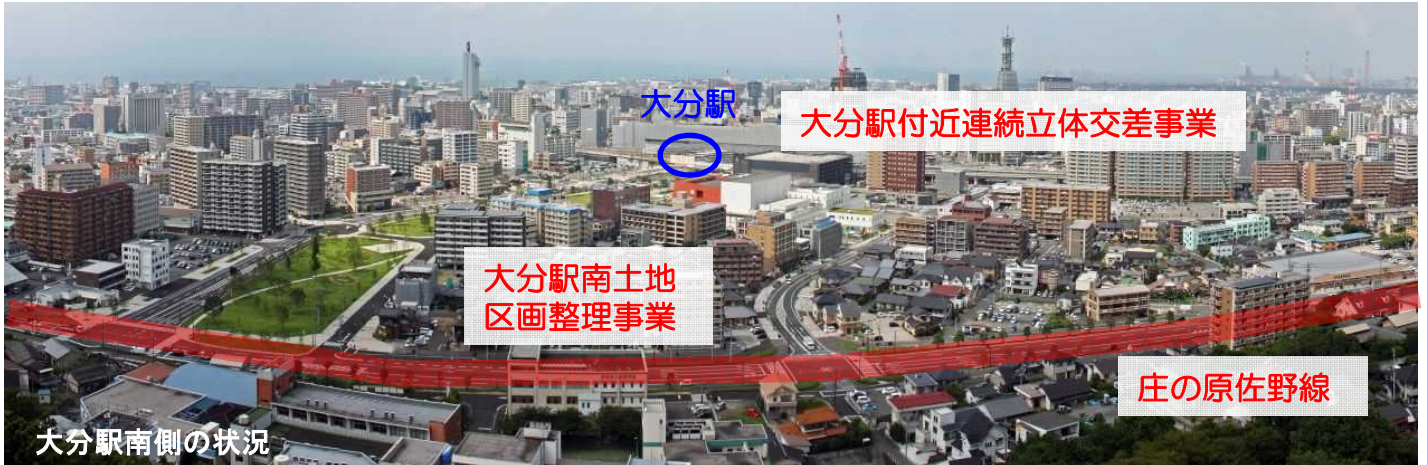 大分駅
大分駅付近連続立体交差事業
大分駅南土地
区画整理事業
庄の原佐野線
大分駅南側の状況